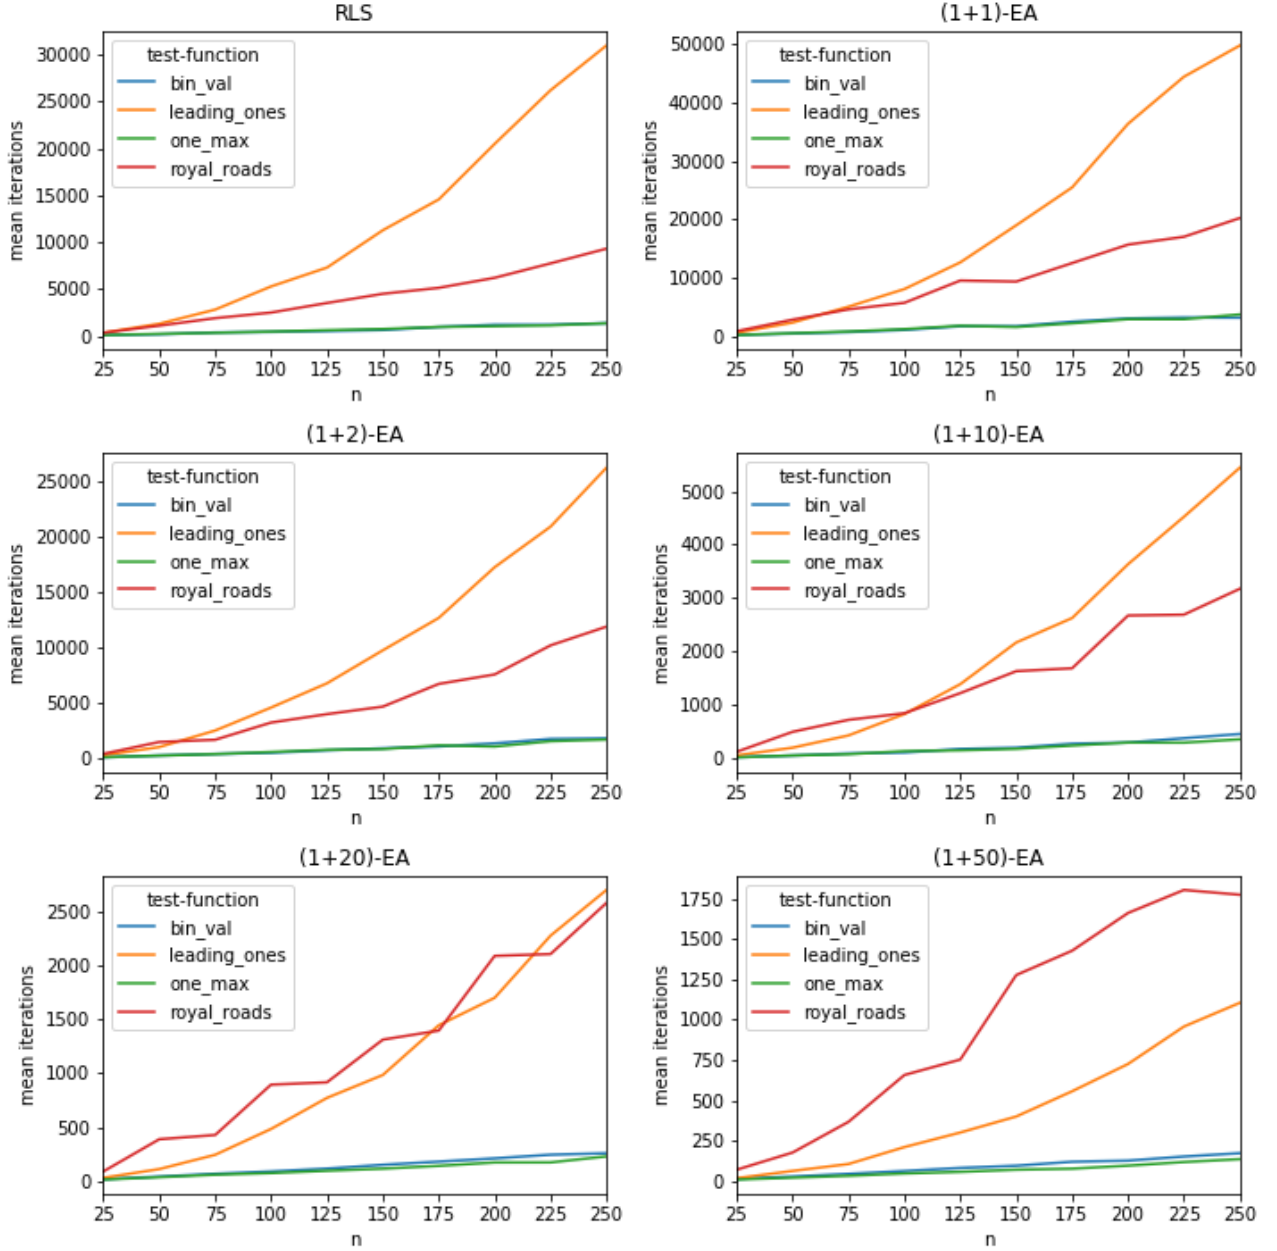 RLS
test-function
bin_val
leading_ones
one_max
royal_roads
30000
25000
20000
15000
10000
5000
0
mean iterations
25 50 75 100 125 150 175 200 225 250
n
(1+1)-EA
test-function
bin_val
leading_ones
one_max
royal_roads
50000
40000
30000
20000
10000
0
mean iterations
25 50 75 100 125 150 175 200 225 250
n
(1+2)-EA
test-function
bin_val
leading_ones
one_max
royal_roads
25000
20000
15000
10000
5000
0
mean iterations
25 50 75 100 125 150 175 200 225 250
n
(1+10)-EA
test-function
bin_val
leading_ones
one_max
royal_roads
5000
4000
3000
2000
1000
0
mean iterations
25 50 75 100 125 150 175 200 225 250
n
(1+20)-EA
test-function
bin_val
leading_ones
one_max
royal_roads
2500
2000
1500
1000
500
0
mean iterations
25 50 75 100 125 150 175 200 225 250
n
(1+50)-EA
test-function
bin_val
leading_ones
one_max
royal_roads
1750
1500
1250
1000
750
500
250
0
mean iterations
25 50 75 100 125 150 175 200 225 250
n